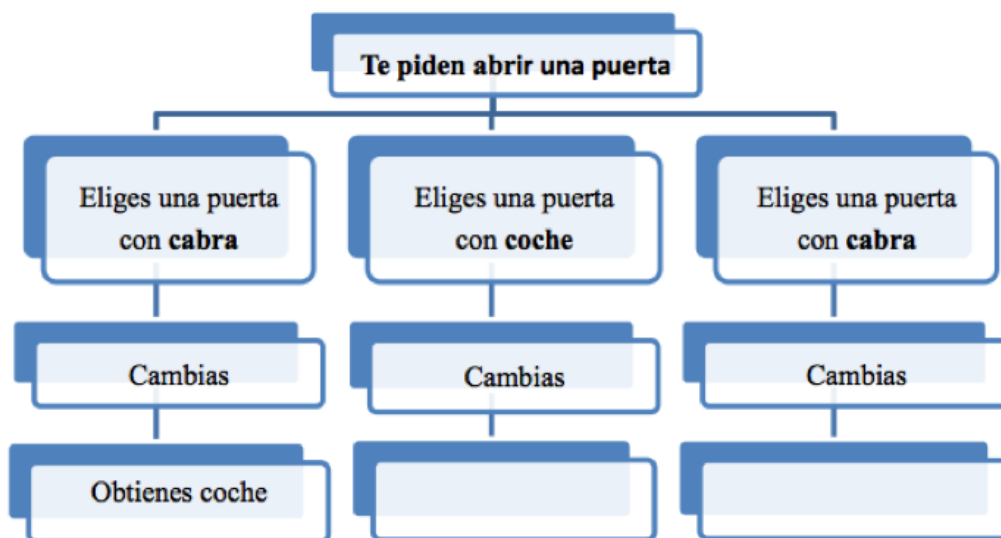 Te piden abrir una puerta
Eliges una puerta
con cabra
Eliges una puerta
con coche
Eliges una puerta
con cabra
Cambias
Cambias
Cambias
Obtienes coche